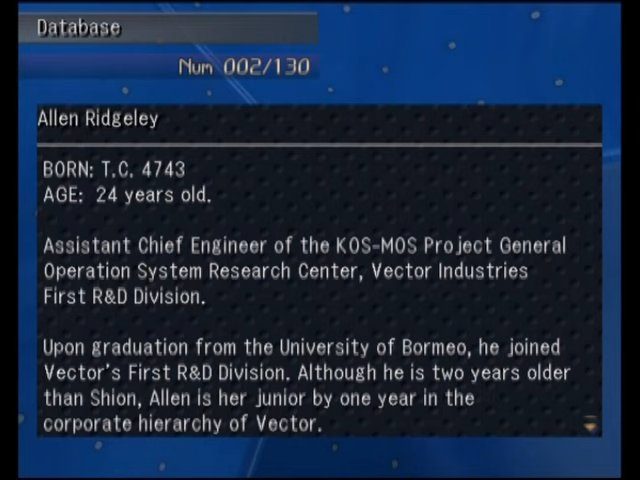 Database
Num 002/130
Allen Ridgeley
BORN: T.C. 4743
AGE: 24 years old.
Assistant Chief Engineer of the KOS-MOS Project General
Operation System Research Center, Vector Industries
First R&D Division.
Upon graduation from the University of Bormeo, he joined
Vector's First R&D Division. Although he is two years older
than Shion, Allen is her junior by one year in the
corporate hierarchy of Vector.